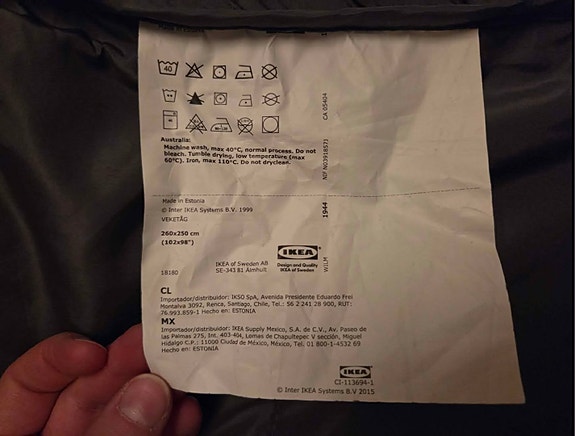 40
Australia:
Machine wash, max 40°C, normal process. Do not
bleach. Tumble drying, low temperature (max
60°C). Iron, max 110°C. Do not dryclean.
CA 05404
NIF N0391857J
1944
Made in Estonia
© Inter IKEA Systems B.V. 1999
VEKETÅG
260x250 cm
(102x98")
18180
IKEA of Sweden AB
SE-343 81 Älmhult
IKEA
Design and Quality
IKEA of Sweden
CL
Importador/distribuidor: IKSO SpA, Avenida Presidente Eduardo Frei
Montalva 3092, Renca, Santiago, Chile, Tel.: 56 2 241 28 900, RUT:
76.993.859-1 Hecho en: ESTONIA
MX
Importador/distribuidor: IKEA Supply Mexico, S.A. de C.V., Av. Paseo de
las Palmas 275, Int. 403-404, Lomas de Chapultepec V sección, Miguel
Hidalgo C.P.: 11000 Ciudad de México, México, Tel. 01 800-1-4532 69
Hecho en: ESTONIA
IKEA
CI-113694-1
© Inter IKEA Systems B.V 2015